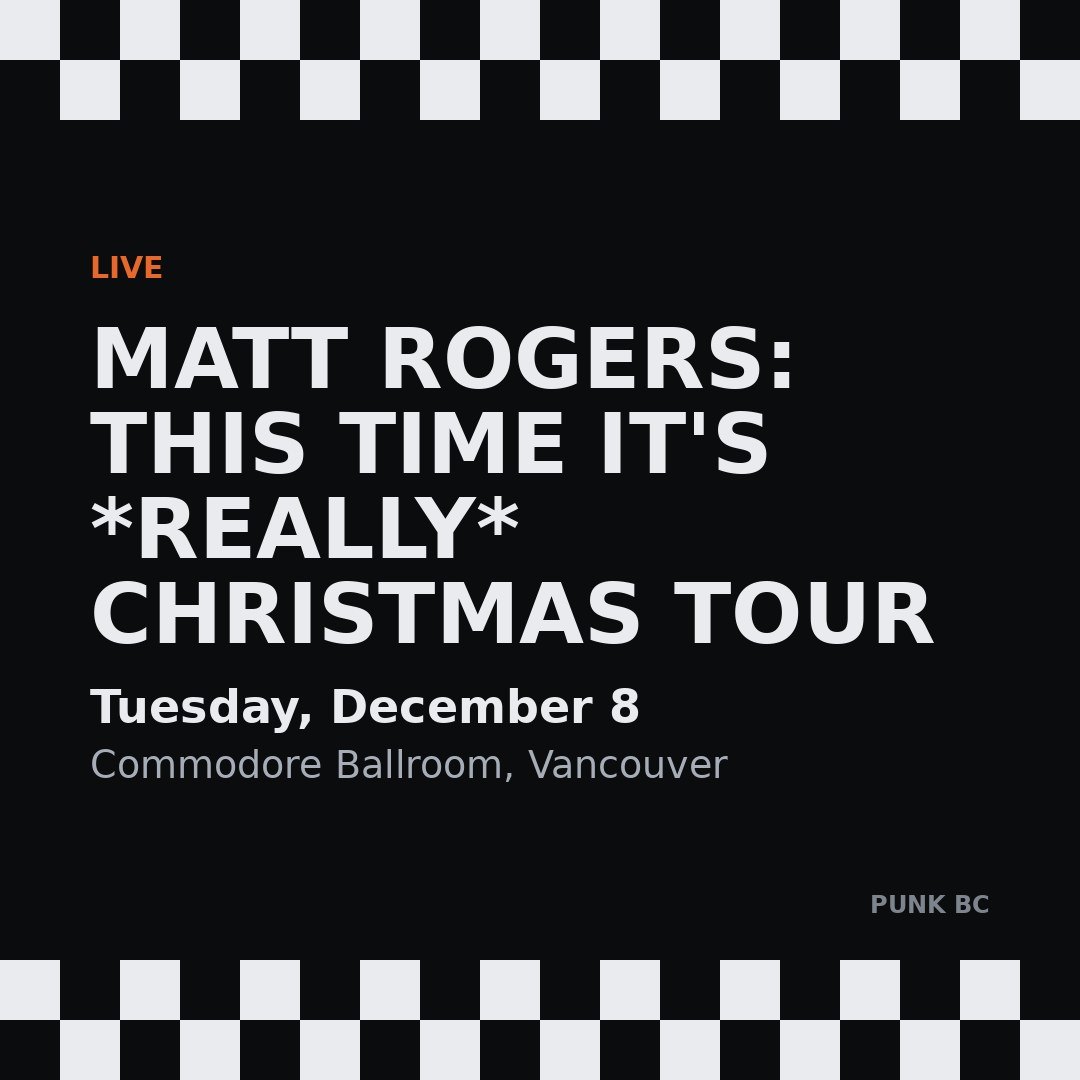 LIVE
MATT ROGERS:
THIS TIME IT'S
*REALLY*
CHRISTMAS TOUR
Tuesday, December 8
Commodore Ballroom, Vancouver
PUNK BC